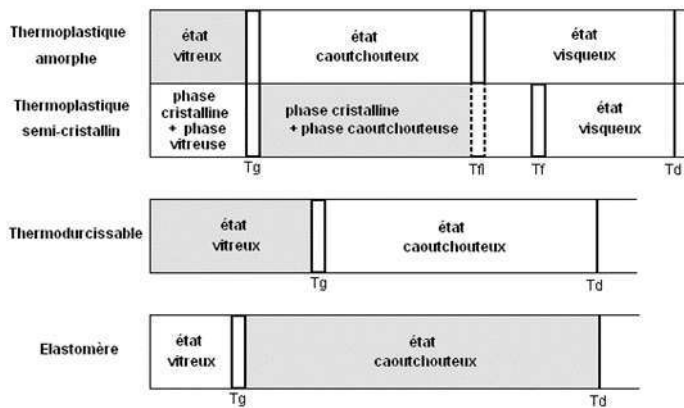 Thermoplastique
amorphe
état
vitreux
état
caoutchouteux
état
visqueux
Thermoplastique
semi-cristallin
phase
cristalline
+ phase
vitreuse
phase cristalline
+ phase caoutchouteuse
état
visqueux
Tg
Tfl
Tf
Td
Thermodurcissable
état
vitreux
état
caoutchouteux
Tg
Td
Elastomère
état
vitreux
état
caoutchouteux
Tg
Td